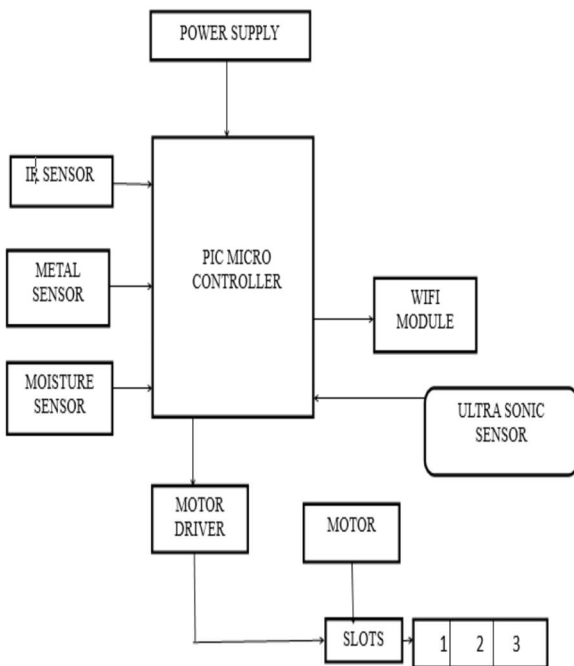 POWER SUPPLY
IR SENSOR
METAL
SENSOR
MOISTURE
SENSOR
PIC MICRO
CONTROLLER
WIFI
MODULE
ULTRA SONIC
SENSOR
MOTOR
DRIVER
MOTOR
SLOTS
1 2 3